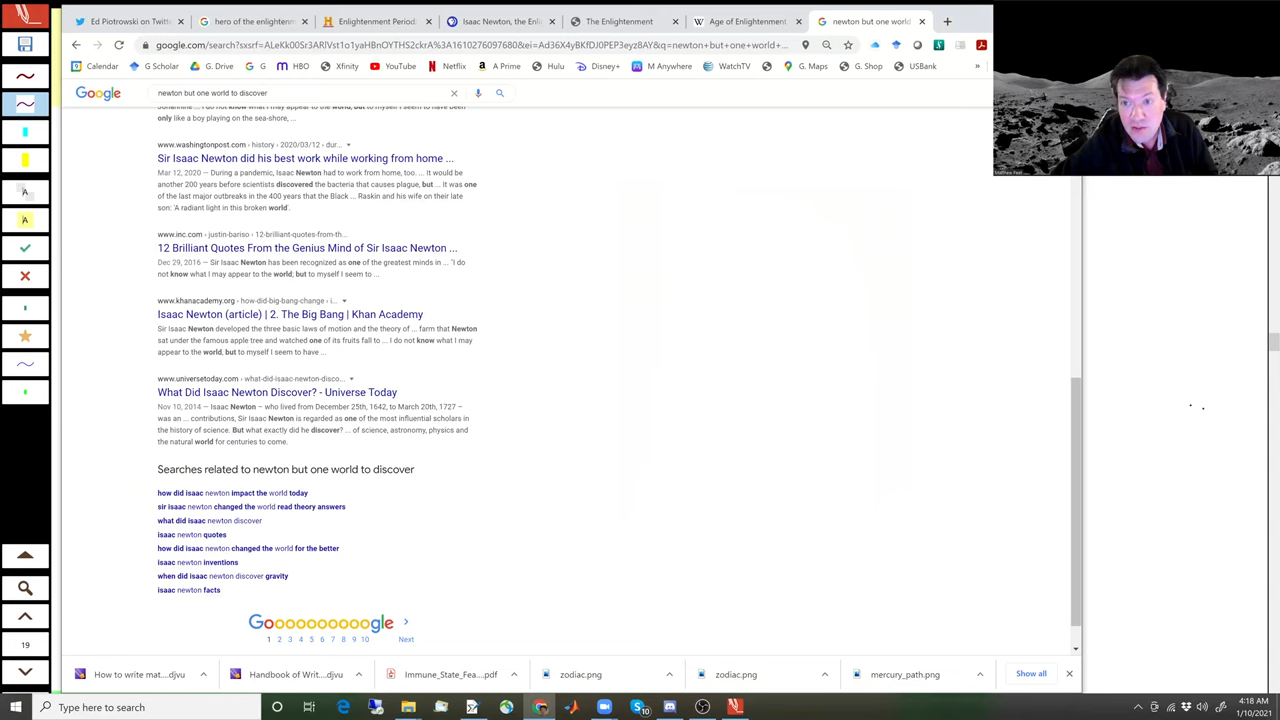 Ed Piotrowski on Twitt
hero of the enlightenm
Enlightenment Period:
Isaac Newton, the Enl
The Enlightenment
Age of Enlightenment
newton but one world
Calendar
G Scholar
G. Drive
G
HBO
Xfinity
YouTube
Netflix
A Prime
Hulu
Disney+
M Anywhere
WatchTV
G. Maps
G. Shop
USBank
»
Google
newton but one world to discover
only like a boy playing on the sea-shore, ...
www.washingtonpost.com › history › 2020/03/12 › dur...
Sir Isaac Newton did his best work while working from home ...
Mar 12, 2020 — During a pandemic, Isaac Newton had to work from home, too. ... It would be
another 200 years before scientists discovered the bacteria that causes plague, but ... It was one
of the last major outbreaks in the 400 years that the Black ... Raskin and his wife on their late
son: 'A radiant light in this broken world'.
www.inc.com › justin-bariso › 12-brilliant-quotes-from-th...
12 Brilliant Quotes From the Genius Mind of Sir Isaac Newton ...
Dec 29, 2016 — Sir Isaac Newton has been recognized as one of the greatest minds in ... "I do
not know what I may appear to the world; but to myself I seem to ...
www.khanacademy.org › how-did-big-bang-change › i...
Isaac Newton (article) | 2. The Big Bang | Khan Academy
Sir Isaac Newton developed the three basic laws of motion and the theory of ... farm that Newton
sat under the famous apple tree and watched one of its fruits fall to ... I do not know what I may
appear to the world, but to myself I seem to have ...
www.universetoday.com › what-did-isaac-newton-disco...
What Did Isaac Newton Discover? - Universe Today
Nov 10, 2014 — Isaac Newton – who lived from December 25th, 1642, to March 20th, 1727 –
was an ... contributions, Sir Isaac Newton is regarded as one of the most influential scholars in
the history of science. But what exactly did he discover? ... of science, astronomy, physics and
the natural world for centuries to come.
Searches related to newton but one world to discover
how did isaac newton impact the world today
sir isaac newton changed the world read theory answers
what did isaac newton discover
isaac newton quotes
how did isaac newton changed the world for the better
isaac newton inventions
when did isaac newton discover gravity
isaac newton facts
Goooooooooogle
1 2 3 4 5 6 7 8 9 10 Next
How to write mat....djvu
Handbook of Writ....djvu
Immune_State_Fea....pdf
zodiac.png
zodiac.png
mercury_path.png
Show all
19
Type here to search
10
4:18 AM
1/10/2021